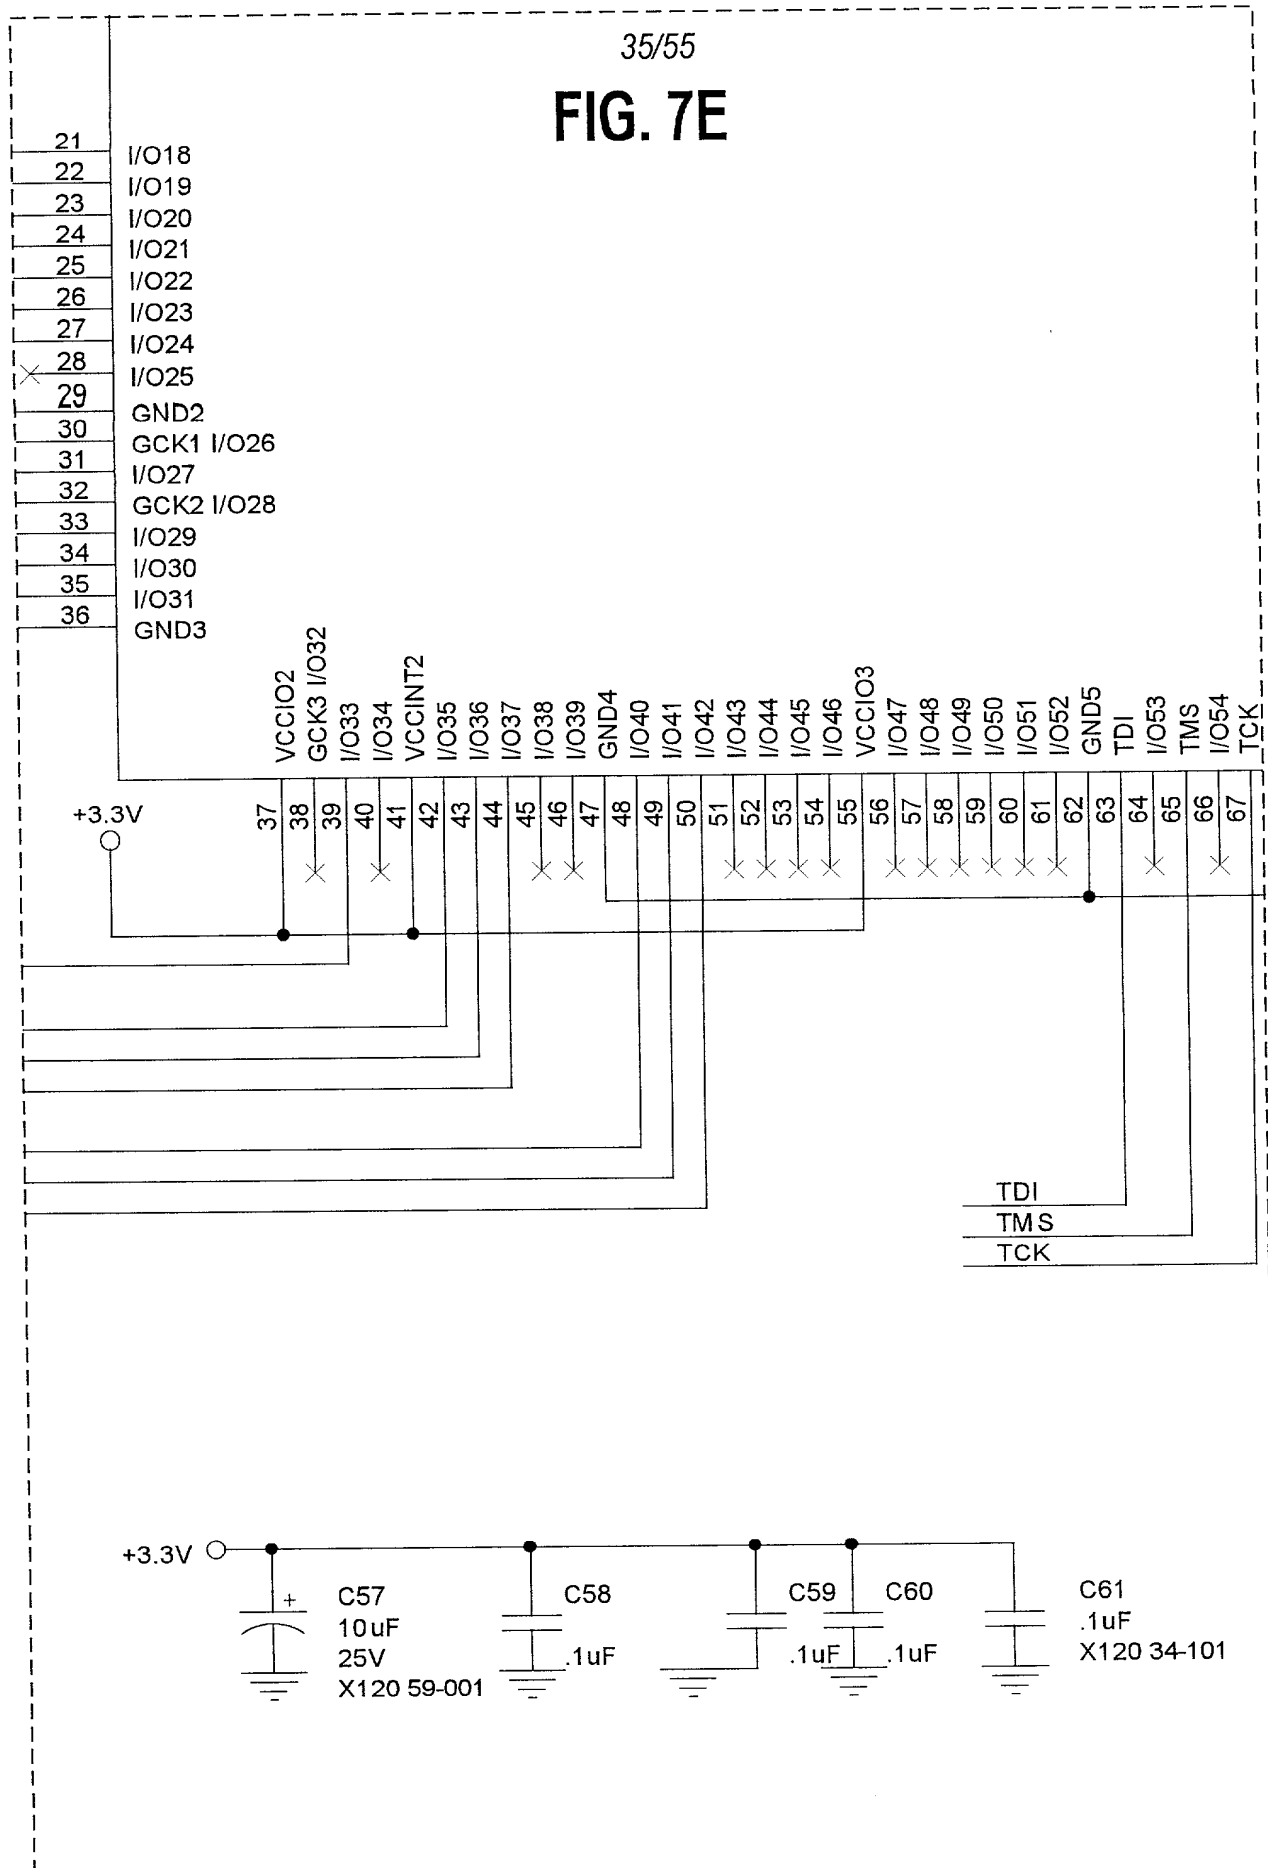 35/55
FIG. 7E
21 I/O18
22 I/O19
23 I/O20
24 I/O21
25 I/O22
26 I/O23
27 I/O24
28 I/O25
29 GND2
30 GCK1 I/O26
31 I/O27
32 GCK2 I/O28
33 I/O29
34 I/O30
35 I/O31
36 GND3
VCCIO2
GCK3 I/O32
I/O33
I/O34
VCCINT2
I/O35
I/O36
I/O37
I/O38
I/O39
GND4
I/O40
I/O41
I/O42
I/O43
I/O44
I/O45
I/O46
VCCIO3
I/O47
I/O48
I/O49
I/O50
I/O51
I/O52
GND5
TDI
I/O53
TMS
I/O54
TCK
+3.3V
37
38
39
40
41
42
43
44
45
46
47
48
49
50
51
52
53
54
55
56
57
58
59
60
61
62
63
64
65
66
67
TDI
TMS
TCK
+3.3V
C57
10uF
25V
X120 59-001
+
C58
.1uF
C59
.1uF
C60
.1uF
C61
.1uF
X120 34-101